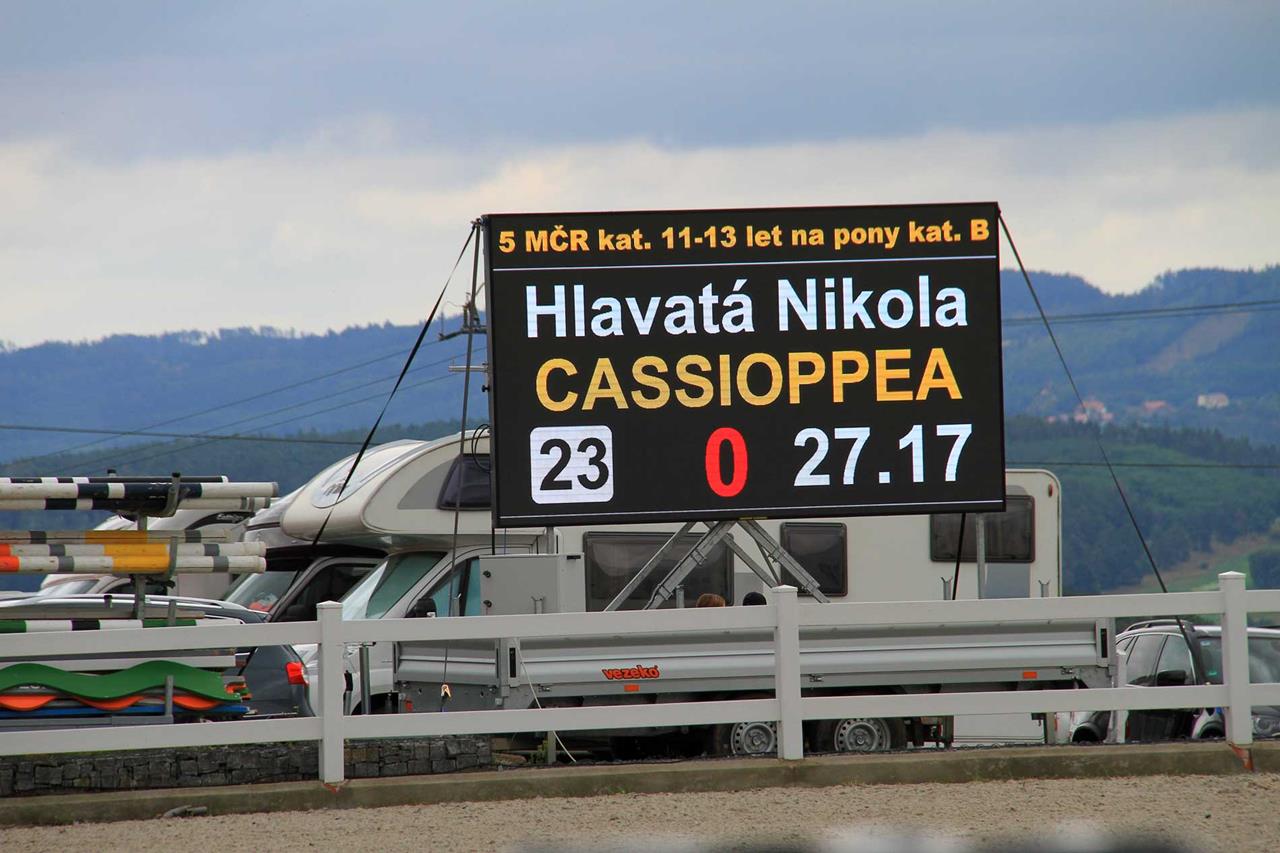 5 MČR kat. 11-13 let na pony kat. B
Hlavatá Nikola
CASSIOPPEA
23 0 27.17
vezeko